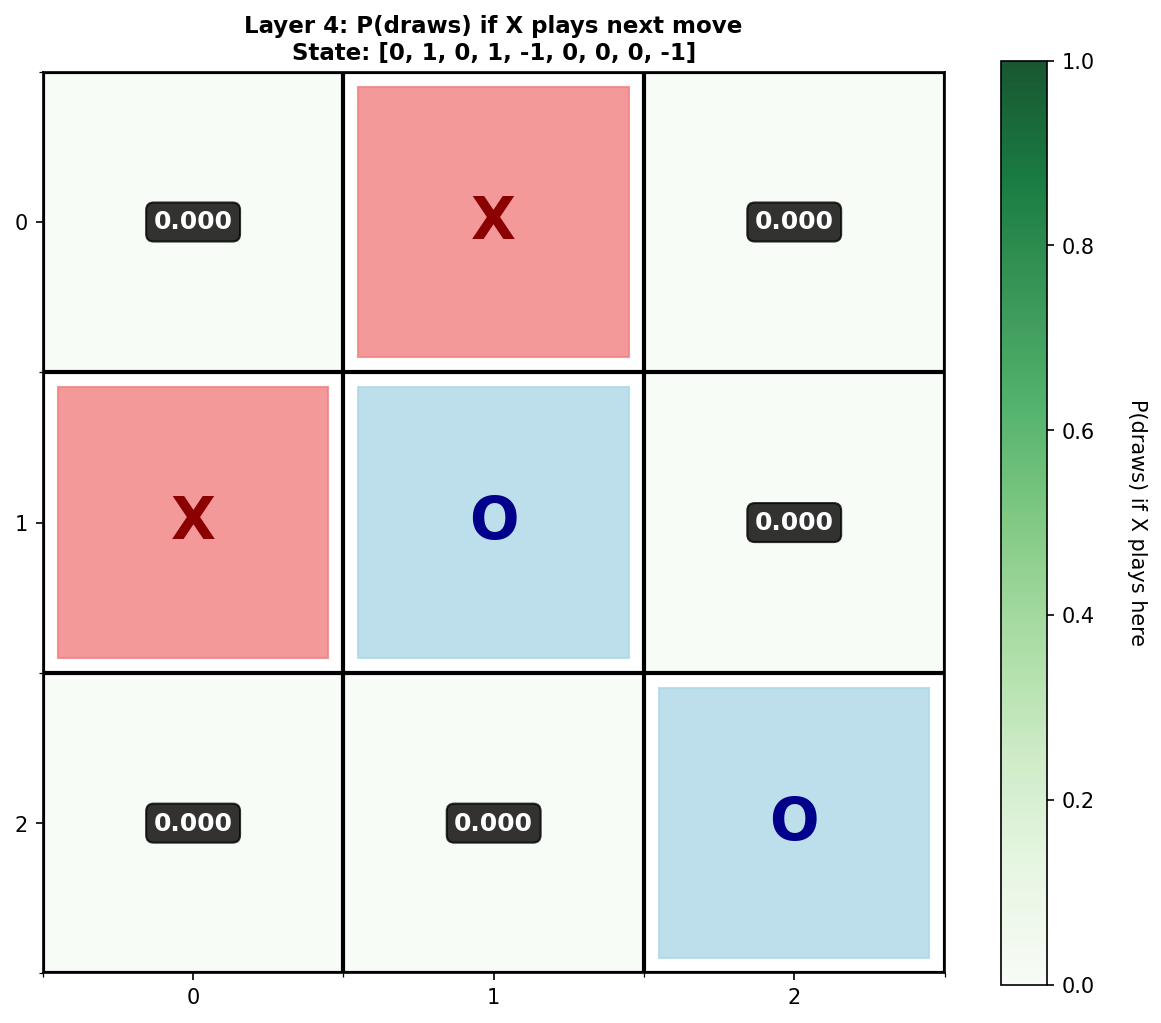 Layer 4: P(draws) if X plays next move
State: [0, 1, 0, 1, -1, 0, 0, 0, -1]
0
0.000
X
0.000
1
X
O
0.000
2
0.000
0.000
O
0
1
2
1.0
0.8
0.6
0.4
0.2
0.0
P(draws) if X plays here